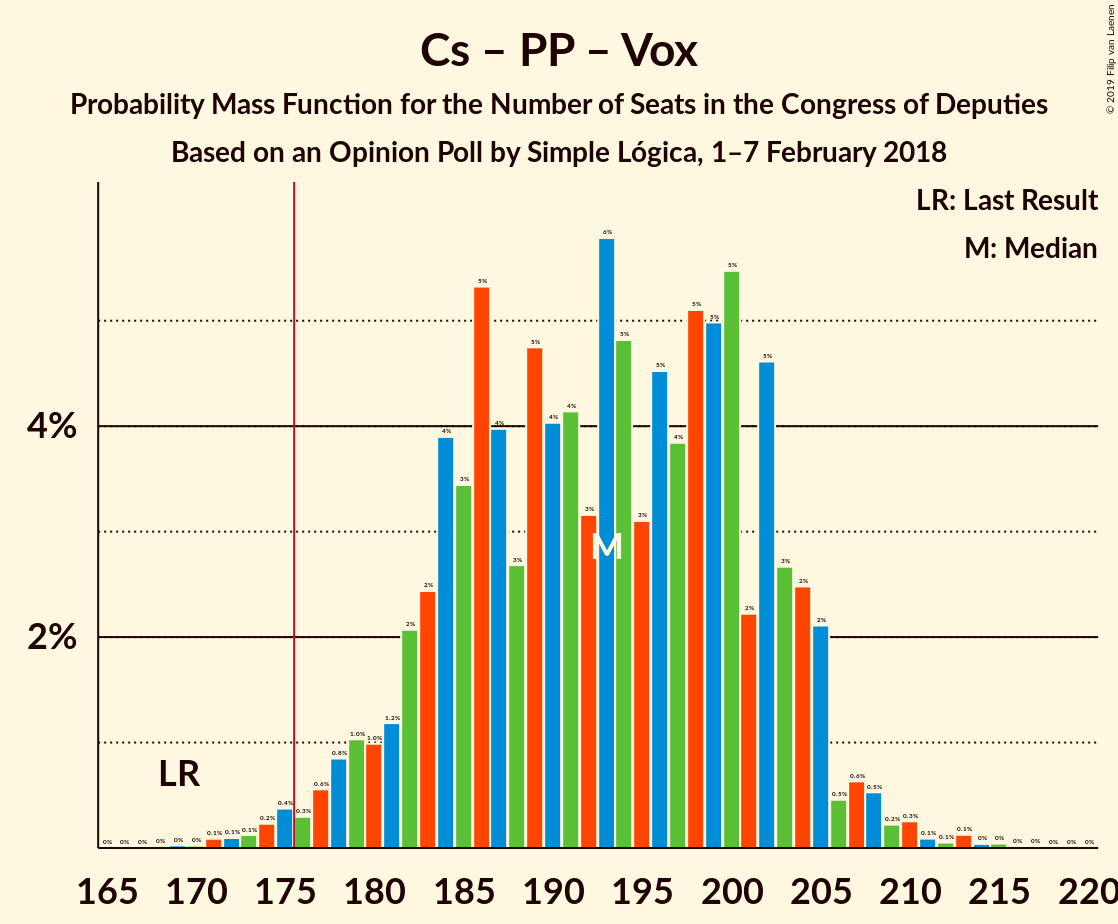 Cs – PP – Vox
Probability Mass Function for the Number of Seats in the Congress of Deputies
Based on an Opinion Poll by Simple Lógica, 1–7 February 2018
© 2019 Filip van Laenen
LR: Last Result
M: Median
4%
2%
LR
M
0% 0% 0% 0% 0% 0% 0.1% 0.1% 0.1% 0.2% 0.4% 0.3% 0.6% 0.8% 1.0% 1.0% 1.2% 2% 2% 4% 3% 5% 4% 3% 5% 4% 4% 3% 6% 5% 3% 5% 4% 5% 5% 5% 2% 5% 3% 2% 2% 0.5% 0.6% 0.5% 0.2% 0.3% 0.1% 0.1% 0.1% 0% 0% 0% 0% 0% 0% 0%
165 170 175 180 185 190 195 200 205 210 215 220